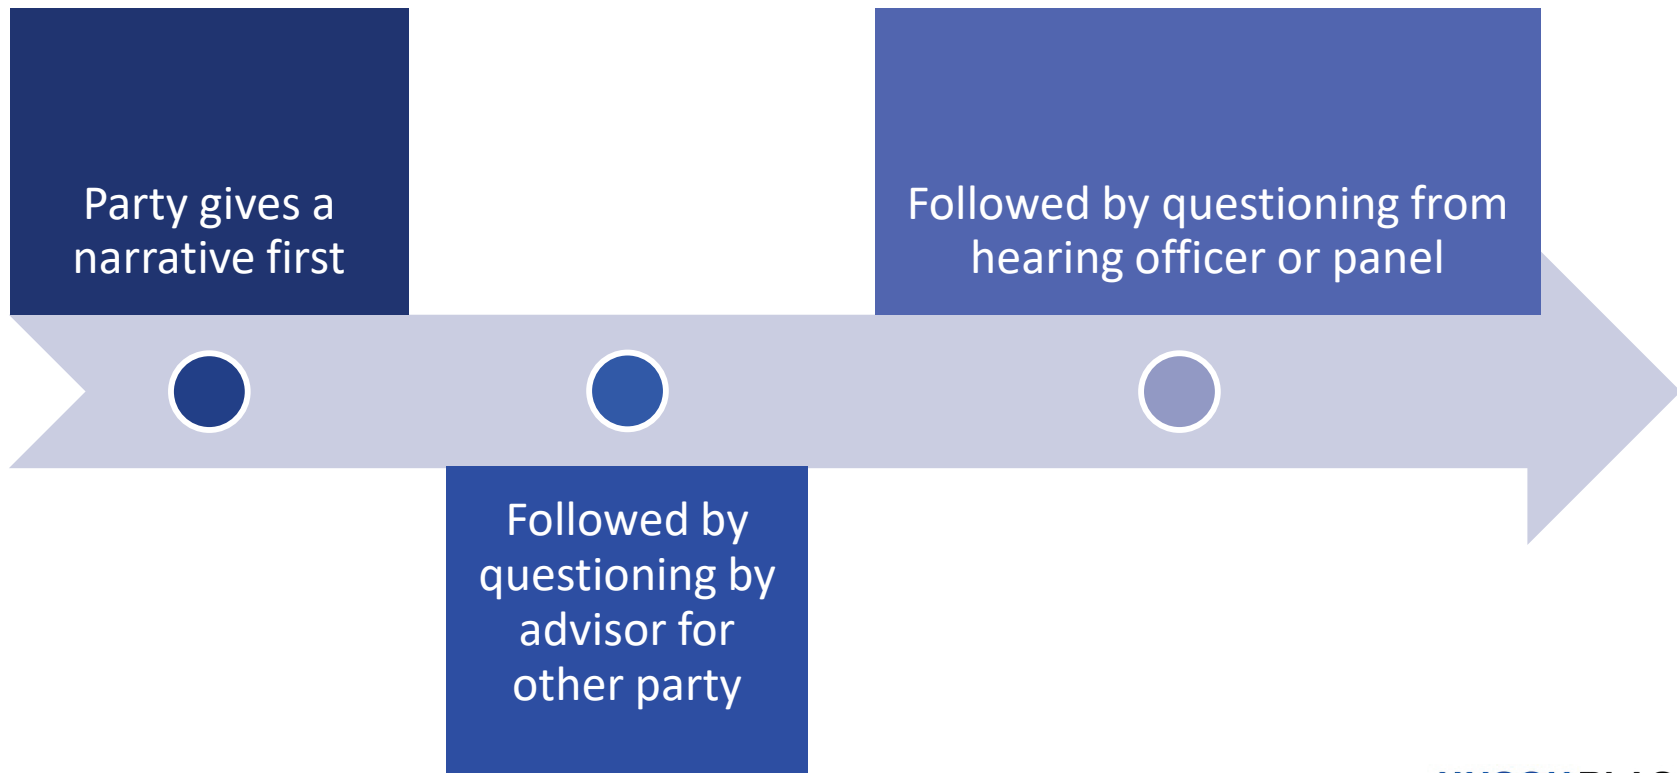 Party gives a
narrative first
Followed by
questioning by
advisor for
other party
Followed by questioning from
hearing officer or panel